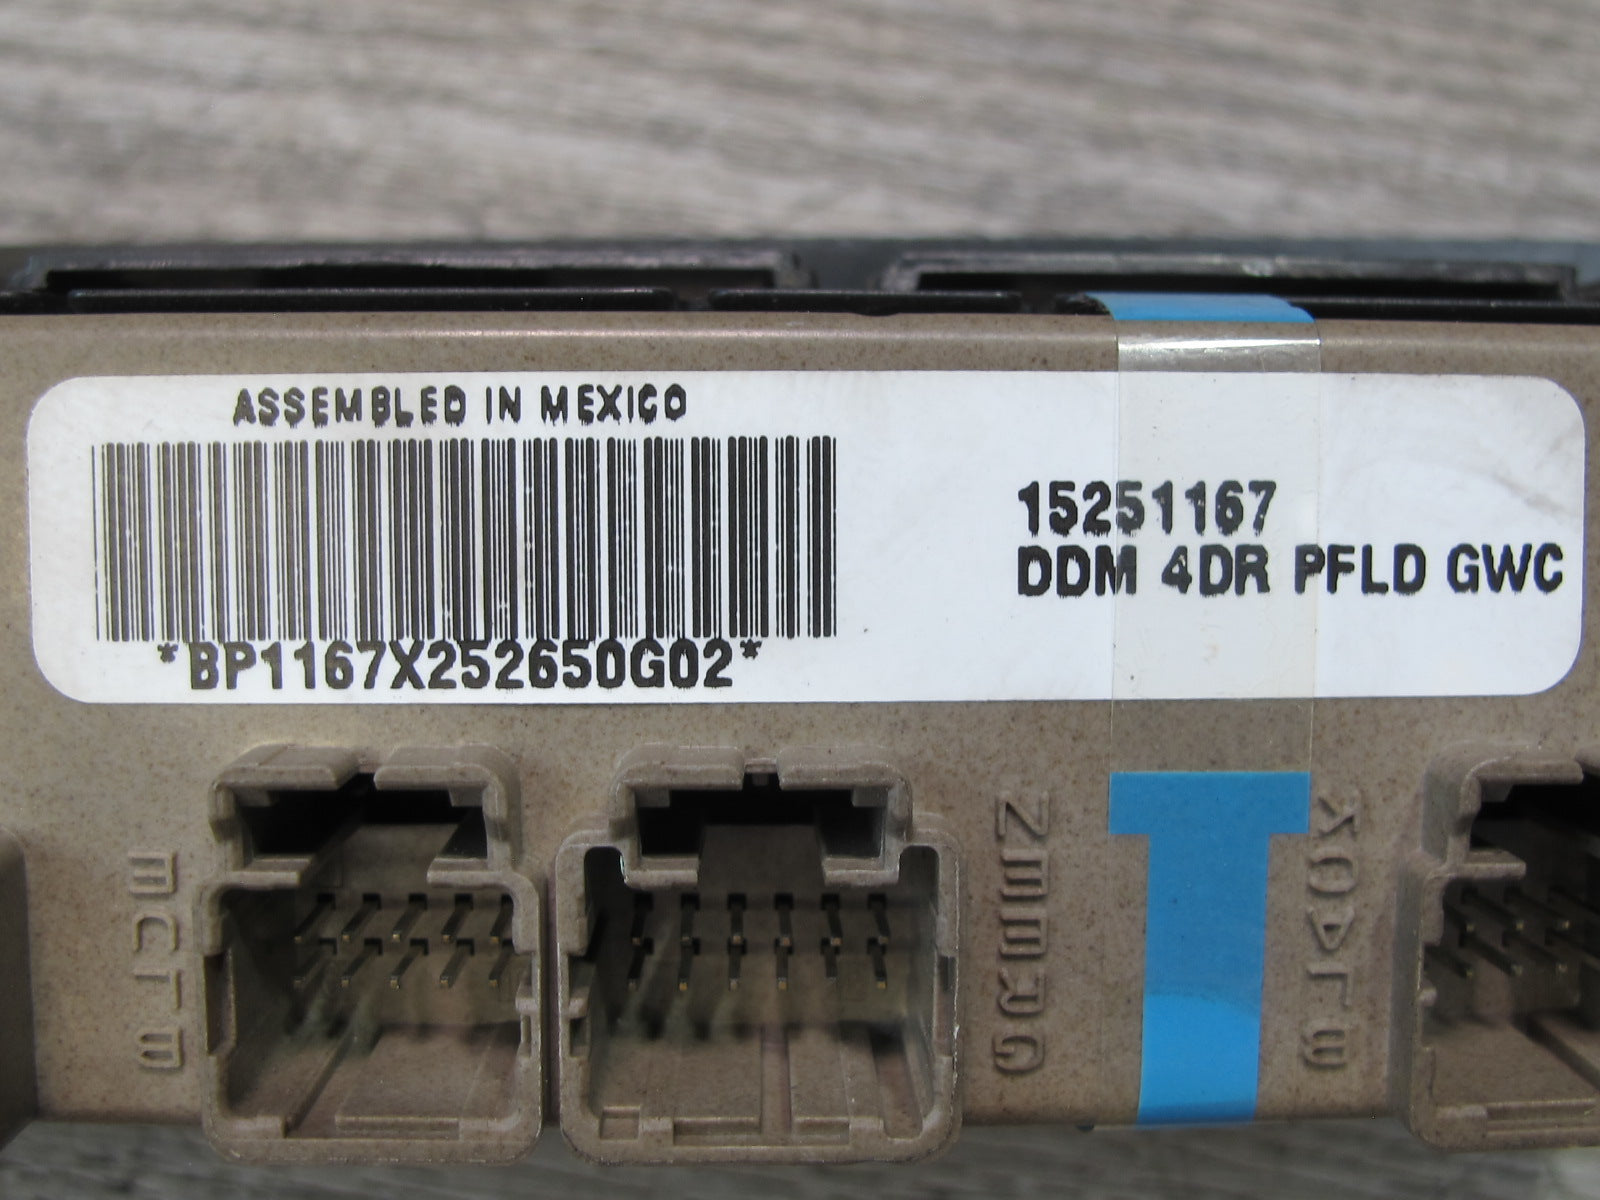 ASSEMBLED IN MEXICO
*BP1167X252650G02*
15251167
DDM 4DR PFLD GWC